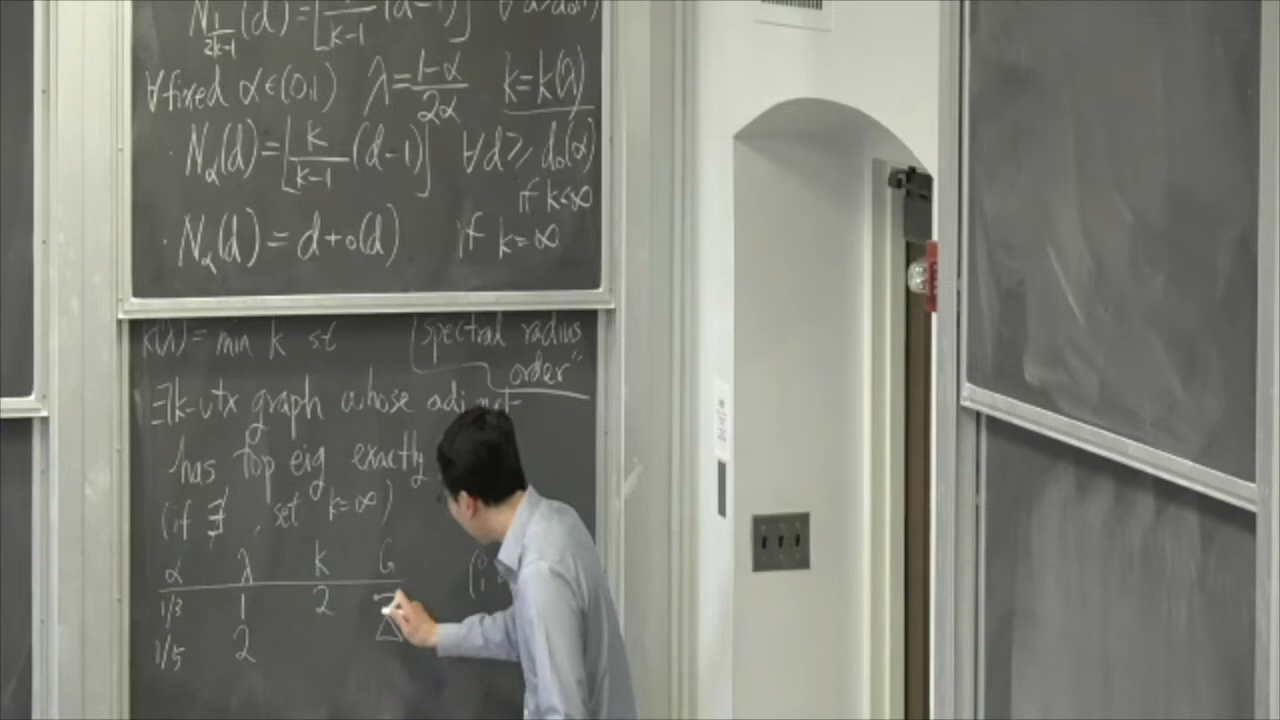 N_{1/(2k-1)}(d) = ⌊k/(k-1) (d-1)⌋ ∀
∀ fixed α∈(0,1) λ = (1-α)/(2α) k = k(λ)
· N_α(d) = ⌊k/(k-1) (d-1)⌋ ∀d ≥ d₀(α)
if k<∞
· N_α(d) = d + o(d) if k = ∞
k(λ) = min k st "spectral radius
order"
∃ k-vtx graph whose adj
has top eig exactly
(if ∄, set k=∞)
α λ k G
1/3 1 2
1/5 2